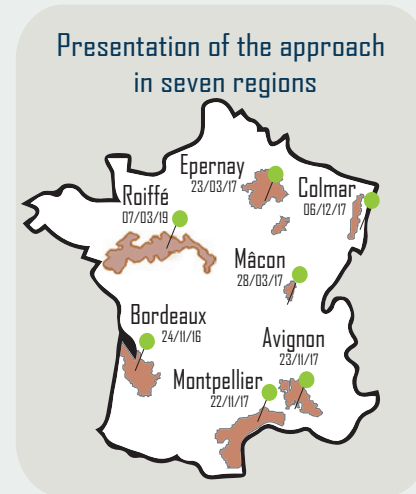 Presentation of the approach
in seven regions
Epernay
23/03/17
Colmar
06/12/17
Roiffé
07/03/19
Mâcon
28/03/17
Bordeaux
24/11/16
Avignon
23/11/17
Montpellier
22/11/17